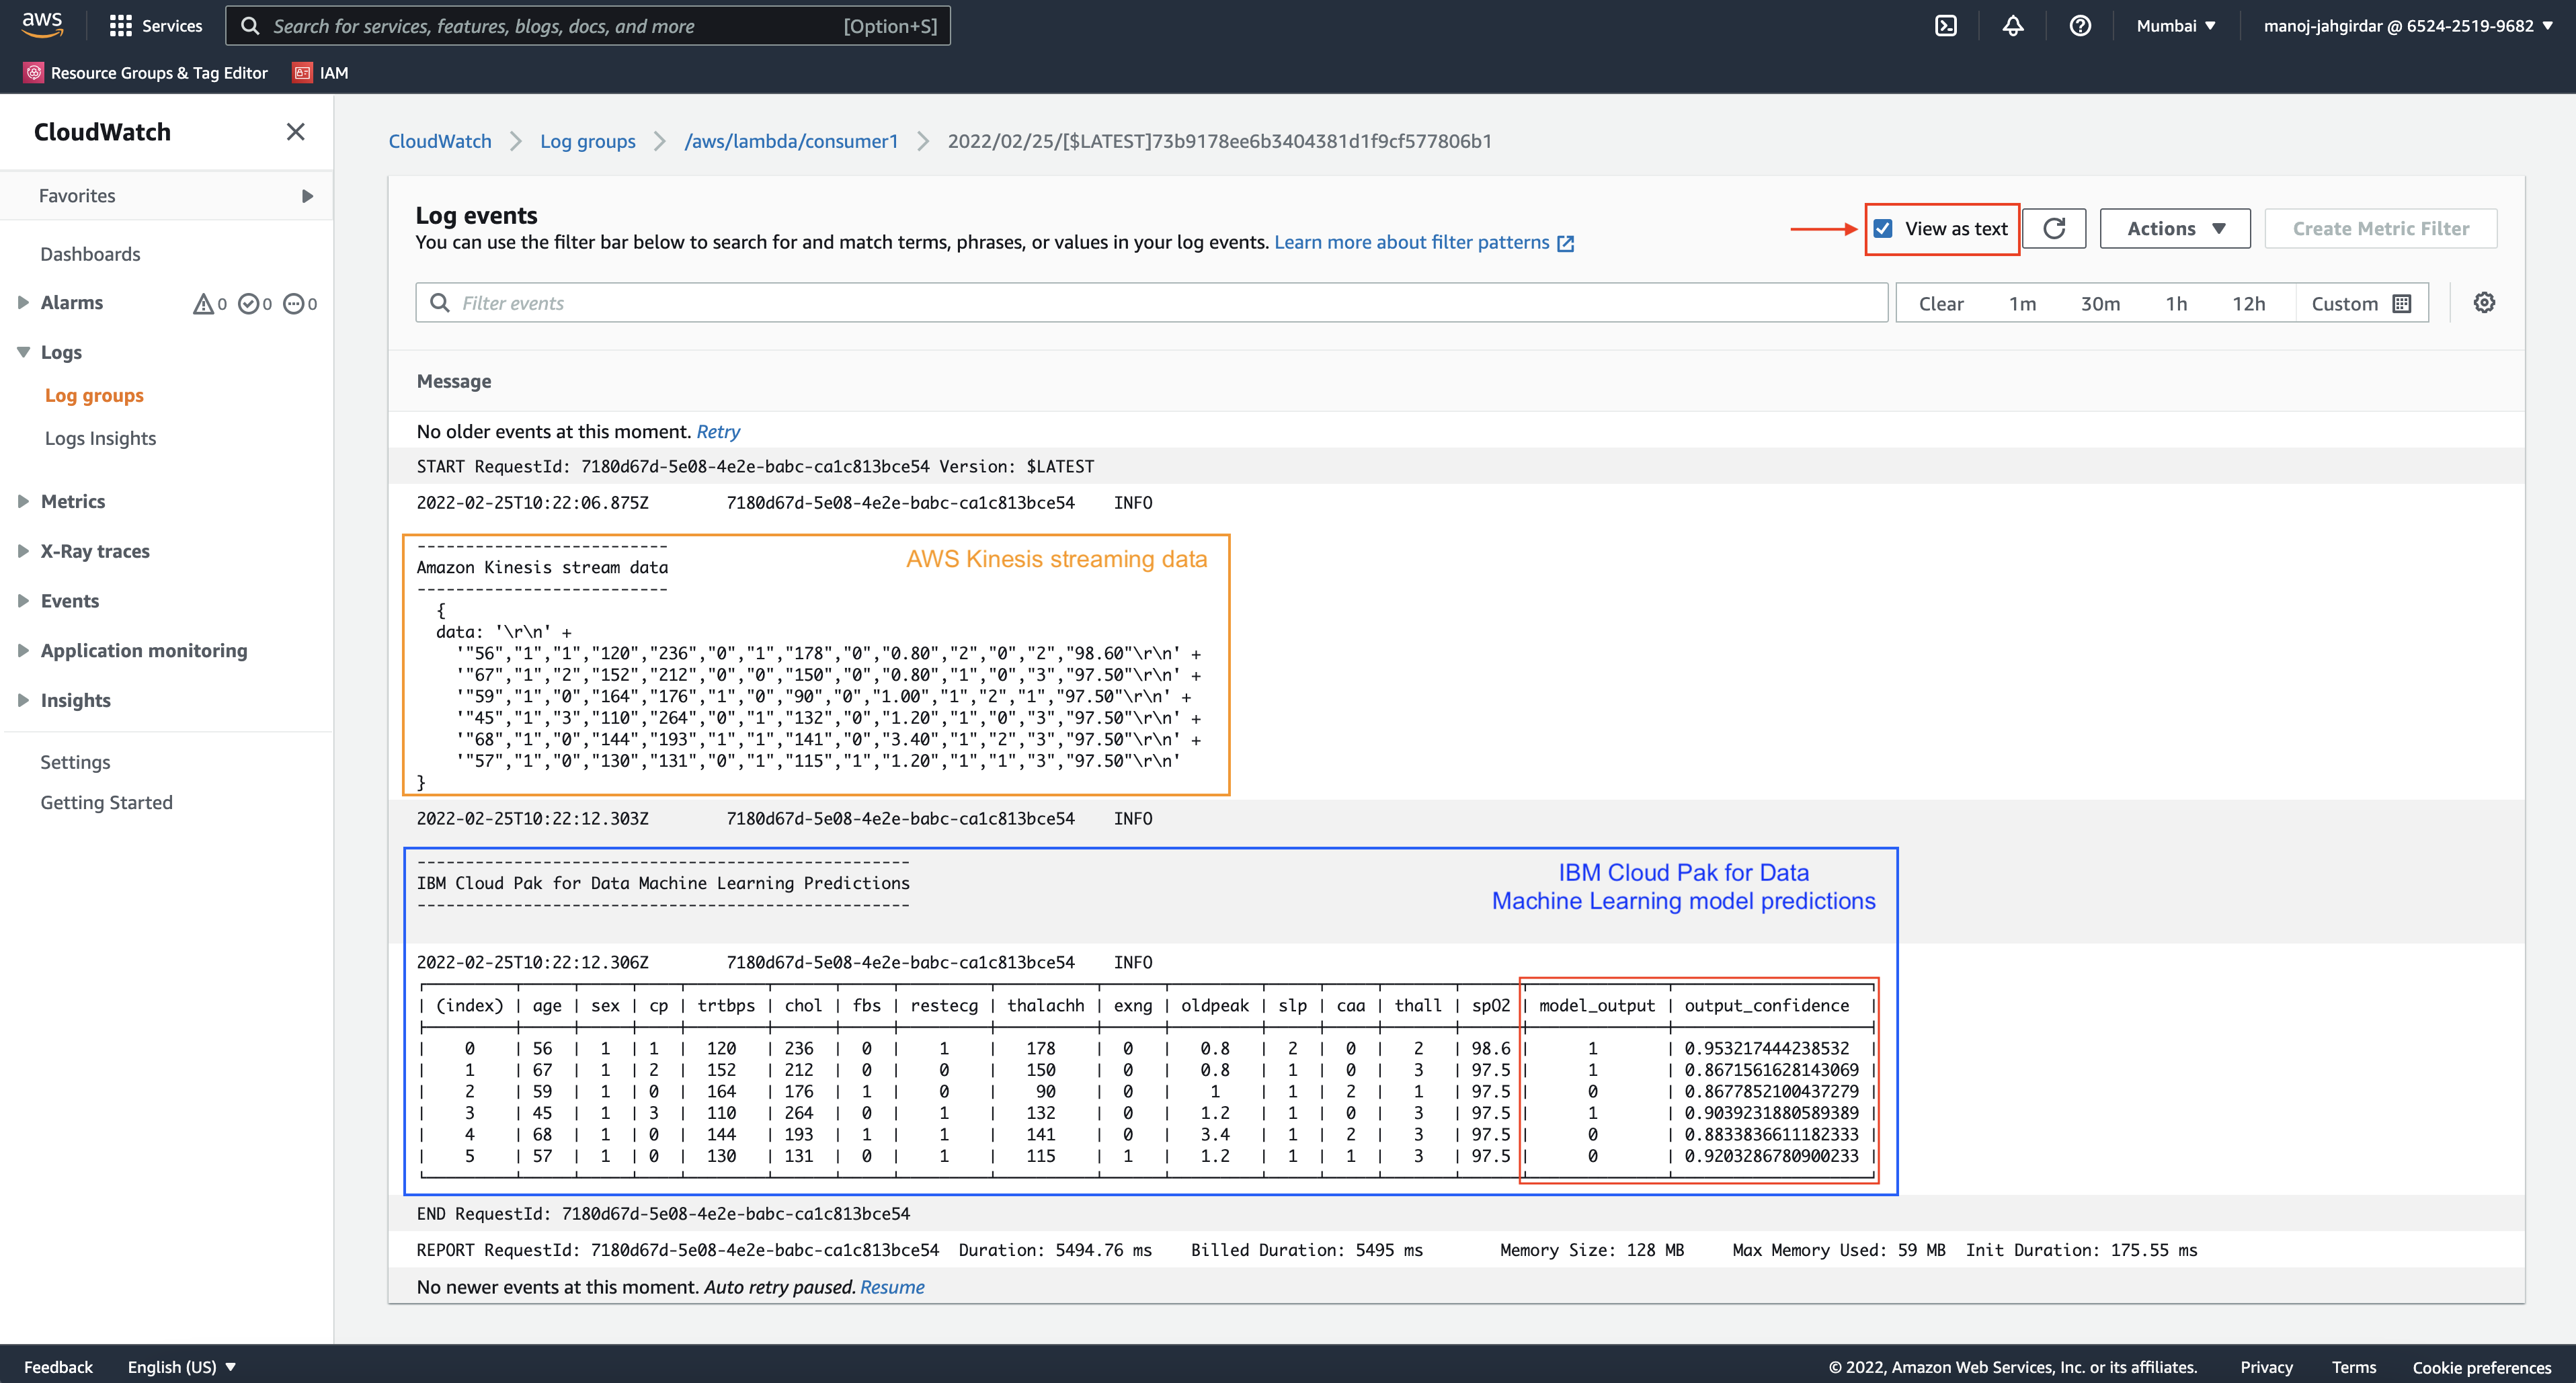 aws Services Search for services, features, blogs, docs, and more [Option+S] Mumbai ▼ manoj-jahgirdar @ 6524-2519-9682 ▼
Resource Groups & Tag Editor IAM
CloudWatch
Favorites
Dashboards
Alarms 0 0 0
Logs
Log groups
Logs Insights
Metrics
X-Ray traces
Events
Application monitoring
Insights
Settings
Getting Started
CloudWatch > Log groups > /aws/lambda/consumer1 > 2022/02/25/[$LATEST]73b9178ee6b3404381d1f9cf577806b1
Log events
You can use the filter bar below to search for and match terms, phrases, or values in your log events. Learn more about filter patterns
View as text Actions ▼ Create Metric Filter
Filter events Clear 1m 30m 1h 12h Custom
Message
No older events at this moment. Retry
START RequestId: 7180d67d-5e08-4e2e-babc-ca1c813bce54 Version: $LATEST
2022-02-25T10:22:06.875Z 7180d67d-5e08-4e2e-babc-ca1c813bce54 INFO
AWS Kinesis streaming data
--------------------------
Amazon Kinesis stream data
--------------------------
{
data: '\r\n' +
'"56","1","1","120","236","0","1","178","0","0.80","2","0","2","98.60"\r\n' +
'"67","1","2","152","212","0","0","150","0","0.80","1","0","3","97.50"\r\n' +
'"59","1","0","164","176","1","0","90","0","1.00","1","2","1","97.50"\r\n' +
'"45","1","3","110","264","0","1","132","0","1.20","1","0","3","97.50"\r\n' +
'"68","1","0","144","193","1","1","141","0","3.40","1","2","3","97.50"\r\n' +
'"57","1","0","130","131","0","1","115","1","1.20","1","1","3","97.50"\r\n'
}
2022-02-25T10:22:12.303Z 7180d67d-5e08-4e2e-babc-ca1c813bce54 INFO
IBM Cloud Pak for Data
Machine Learning model predictions
---------------------------------------------------
IBM Cloud Pak for Data Machine Learning Predictions
---------------------------------------------------
2022-02-25T10:22:12.306Z 7180d67d-5e08-4e2e-babc-ca1c813bce54 INFO
| (index) | age | sex | cp | trtbps | chol | fbs | restecg | thalachh | exng | oldpeak | slp | caa | thall | spO2 | model_output | output_confidence |
| 0 | 56 | 1 | 1 | 120 | 236 | 0 | 1 | 178 | 0 | 0.8 | 2 | 0 | 2 | 98.6 | 1 | 0.953217444238532 |
| 1 | 67 | 1 | 2 | 152 | 212 | 0 | 0 | 150 | 0 | 0.8 | 1 | 0 | 3 | 97.5 | 1 | 0.8671561628143069 |
| 2 | 59 | 1 | 0 | 164 | 176 | 1 | 0 | 90 | 0 | 1 | 1 | 2 | 1 | 97.5 | 0 | 0.8677852100437279 |
| 3 | 45 | 1 | 3 | 110 | 264 | 0 | 1 | 132 | 0 | 1.2 | 1 | 0 | 3 | 97.5 | 1 | 0.9039231880589389 |
| 4 | 68 | 1 | 0 | 144 | 193 | 1 | 1 | 141 | 0 | 3.4 | 1 | 2 | 3 | 97.5 | 0 | 0.8833836611182333 |
| 5 | 57 | 1 | 0 | 130 | 131 | 0 | 1 | 115 | 1 | 1.2 | 1 | 1 | 3 | 97.5 | 0 | 0.9203286780900233 |
END RequestId: 7180d67d-5e08-4e2e-babc-ca1c813bce54
REPORT RequestId: 7180d67d-5e08-4e2e-babc-ca1c813bce54 Duration: 5494.76 ms Billed Duration: 5495 ms Memory Size: 128 MB Max Memory Used: 59 MB Init Duration: 175.55 ms
No newer events at this moment. Auto retry paused. Resume
Feedback English (US) ▼ © 2022, Amazon Web Services, Inc. or its affiliates. Privacy Terms Cookie preferences